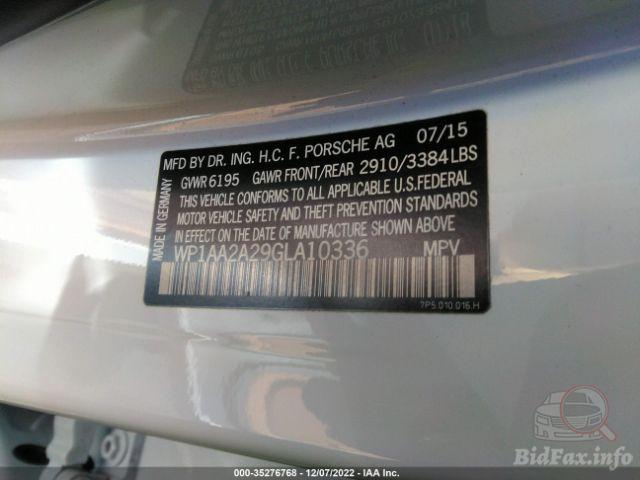 MFD BY DR. ING. H.C. F. PORSCHE AG 07/15
GVWR 6195 GAWR FRONT/REAR 2910/3384LBS
THIS VEHICLE CONFORMS TO ALL APPLICABLE U.S.FEDERAL
MOTOR VEHICLE SAFETY AND THEFT PREVENTION STANDARDS
IN EFFECT ON THE DATE OF MANUFACTURE SHOWN ABOVE
WP1AA2A29GLA10336 MPV
MADE IN GERMANY
7P5.010.016.H
000-35276768 - 12/07/2022 - IAA Inc.
BidFax.info